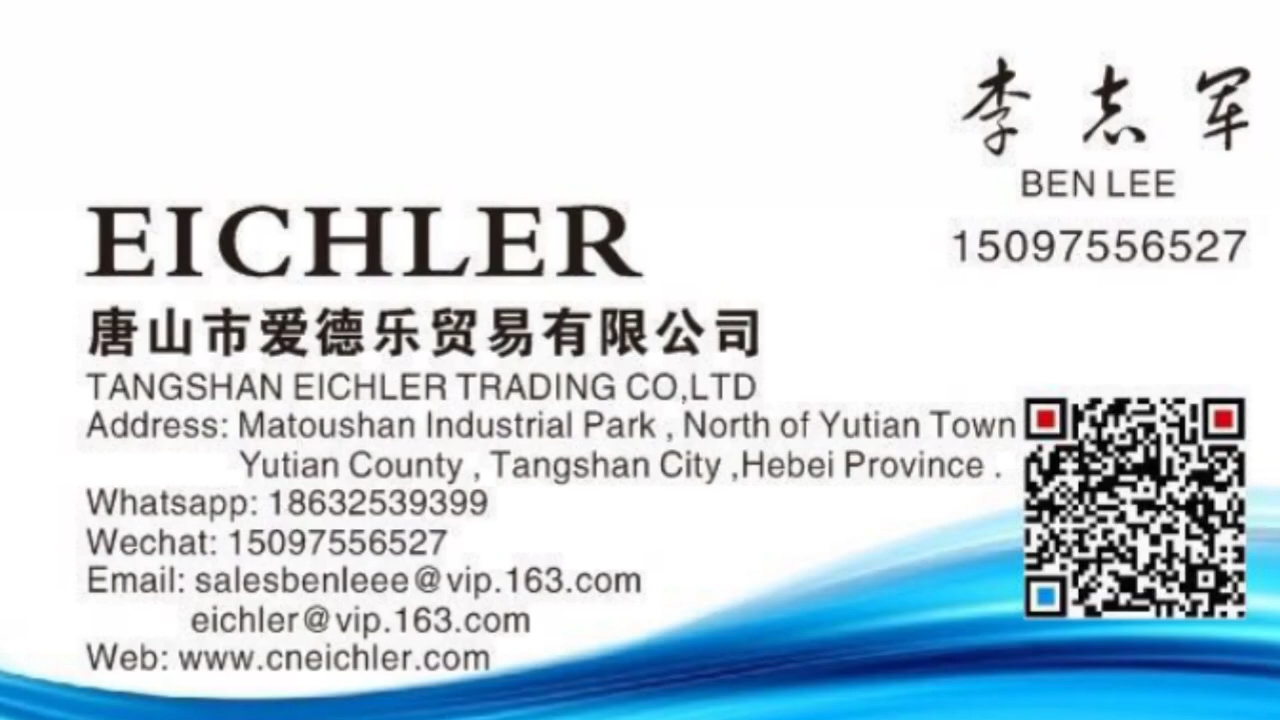 李志军
BEN LEE
15097556527
EICHLER
唐山市爱德乐贸易有限公司
TANGSHAN EICHLER TRADING CO,LTD
Address: Matoushan Industrial Park , North of Yutian Town
Yutian County , Tangshan City ,Hebei Province .
Whatsapp: 18632539399
Wechat: 15097556527
Email: salesbenleee@vip.163.com
eichler@vip.163.com
Web: www.cneichler.com